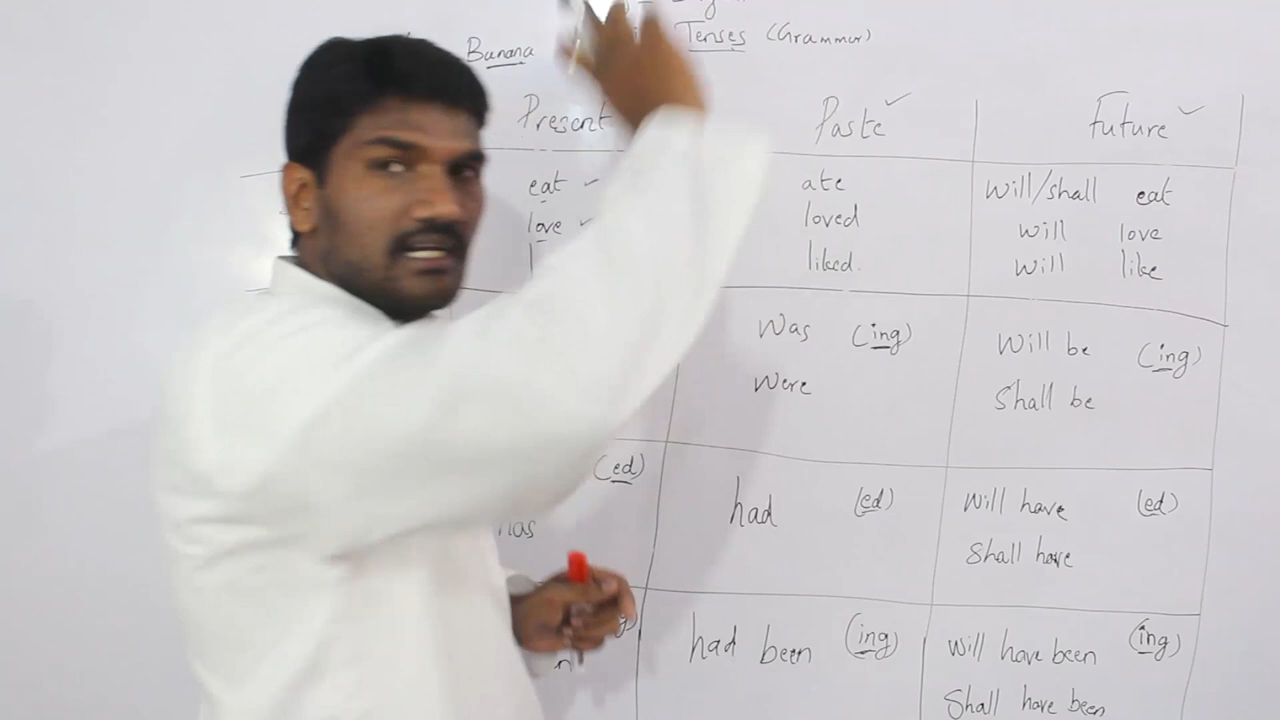 Tenses (Grammar)
Banana
Present Paste Future
eat ate will/shall eat
love loved will love
liked. will like
Was (ing) Will be (ing)
Were Shall be
(ed) had (ed) Will have (ed)
has Shall have
had been (ing) Will have been (ing)
Shall have been